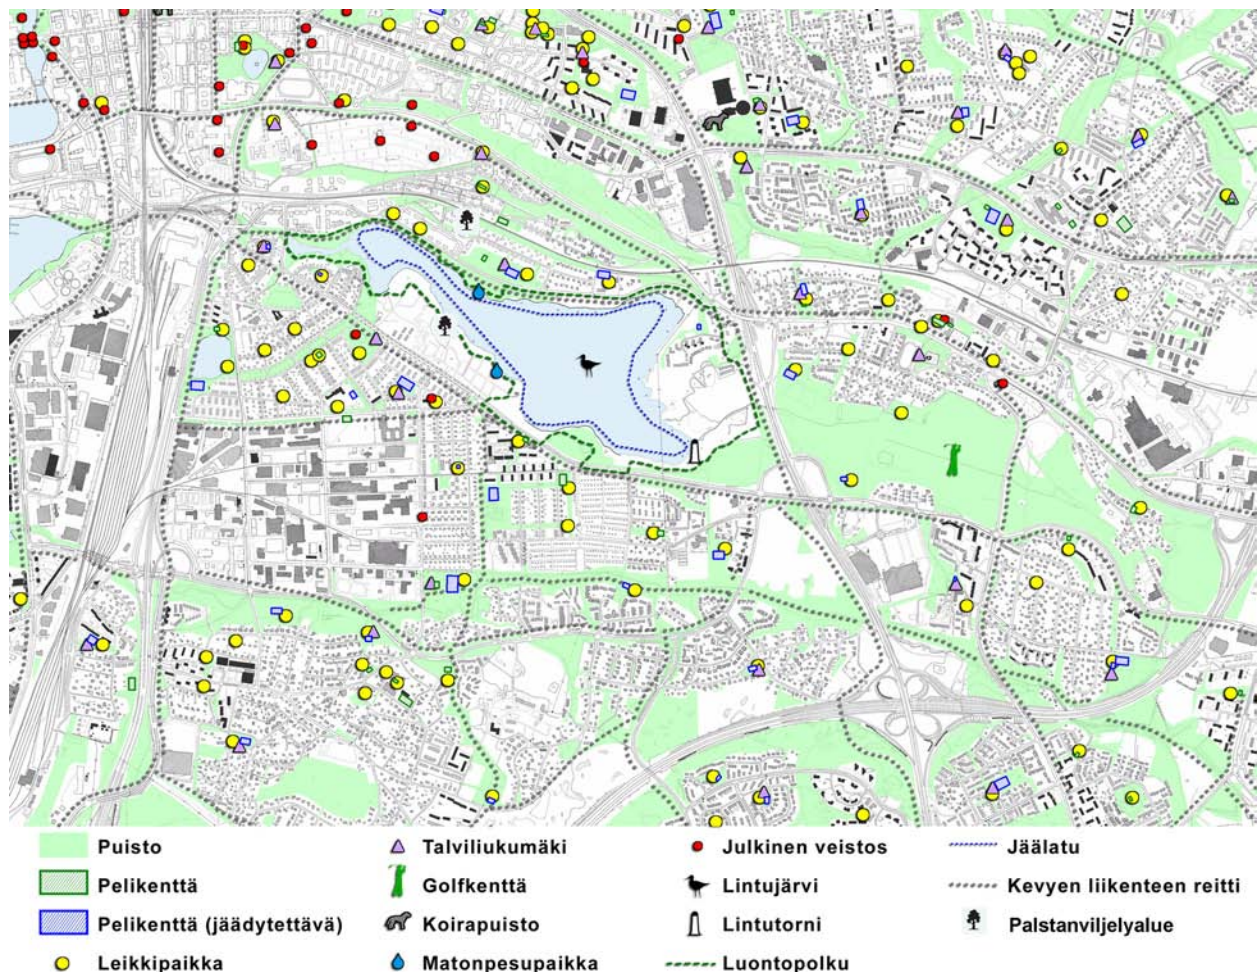 Puisto
Talviliukumäki
Julkinen veistos
Jäälatu
Pelikenttä
Golfkenttä
Lintujärvi
Kevyen liikenteen reitti
Pelikenttä (jäädytettävä)
Koirapuisto
Lintutorni
Palstanviljelyalue
Leikkipaikka
Matonpesupaikka
Luontopolku